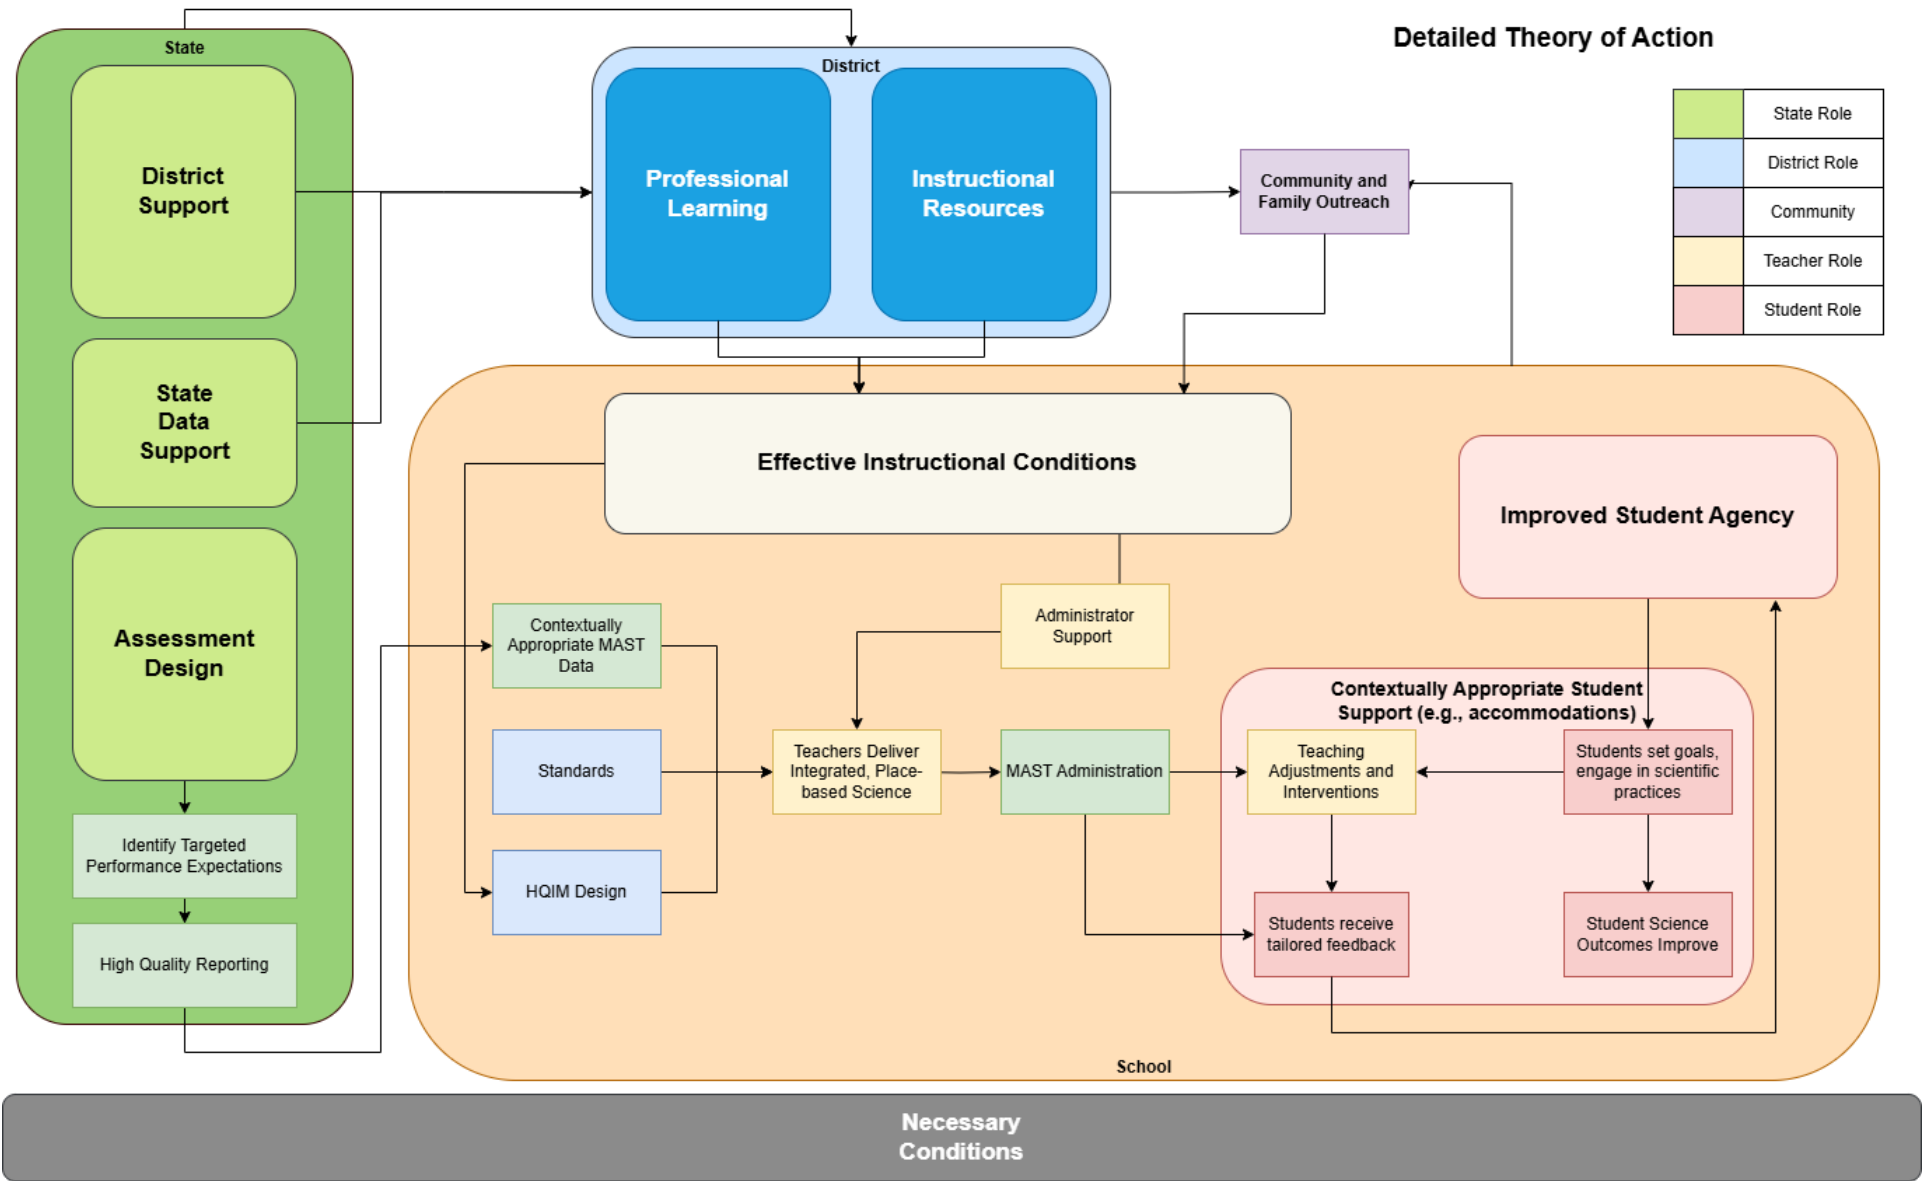 Detailed Theory of Action
State
District
Support
State
Data
Support
Assessment
Design
Identify Targeted
Performance Expectations
High Quality Reporting
District
Professional
Learning
Instructional
Resources
Community and
Family Outreach
State Role
District Role
Community
Teacher Role
Student Role
Effective Instructional Conditions
Improved Student Agency
Administrator
Support
Contextually
Appropriate MAST
Data
Standards
HQIM Design
Teachers Deliver
Integrated, Place-
based Science
MAST Administration
Contextually Appropriate Student
Support (e.g., accommodations)
Teaching
Adjustments and
Interventions
Students set goals,
engage in scientific
practices
Students receive
tailored feedback
Student Science
Outcomes Improve
School
Necessary
Conditions